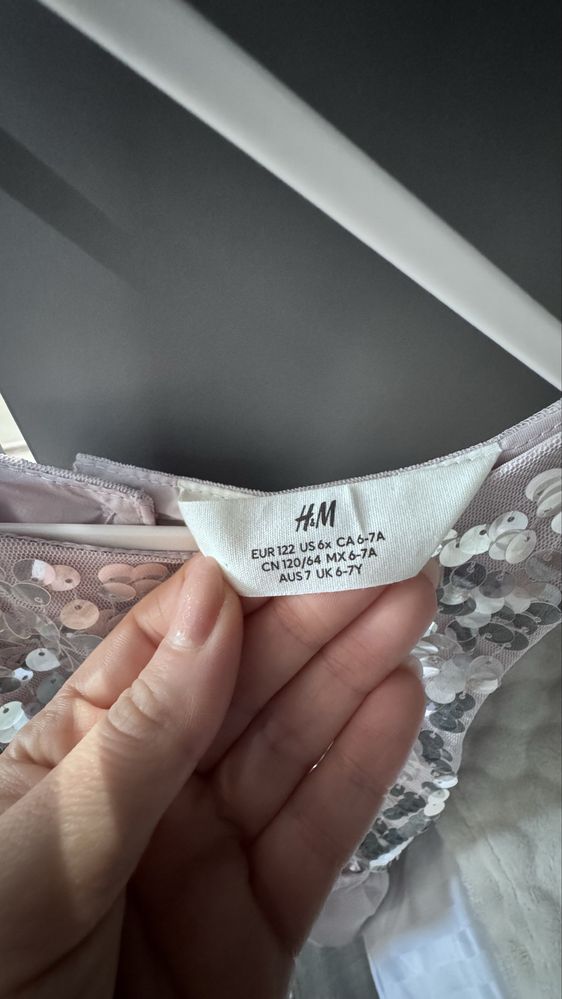 H&M
EUR 122 US 6x CA 6-7A
CN 120/64 MX 6-7A
AUS 7 UK 6-7Y